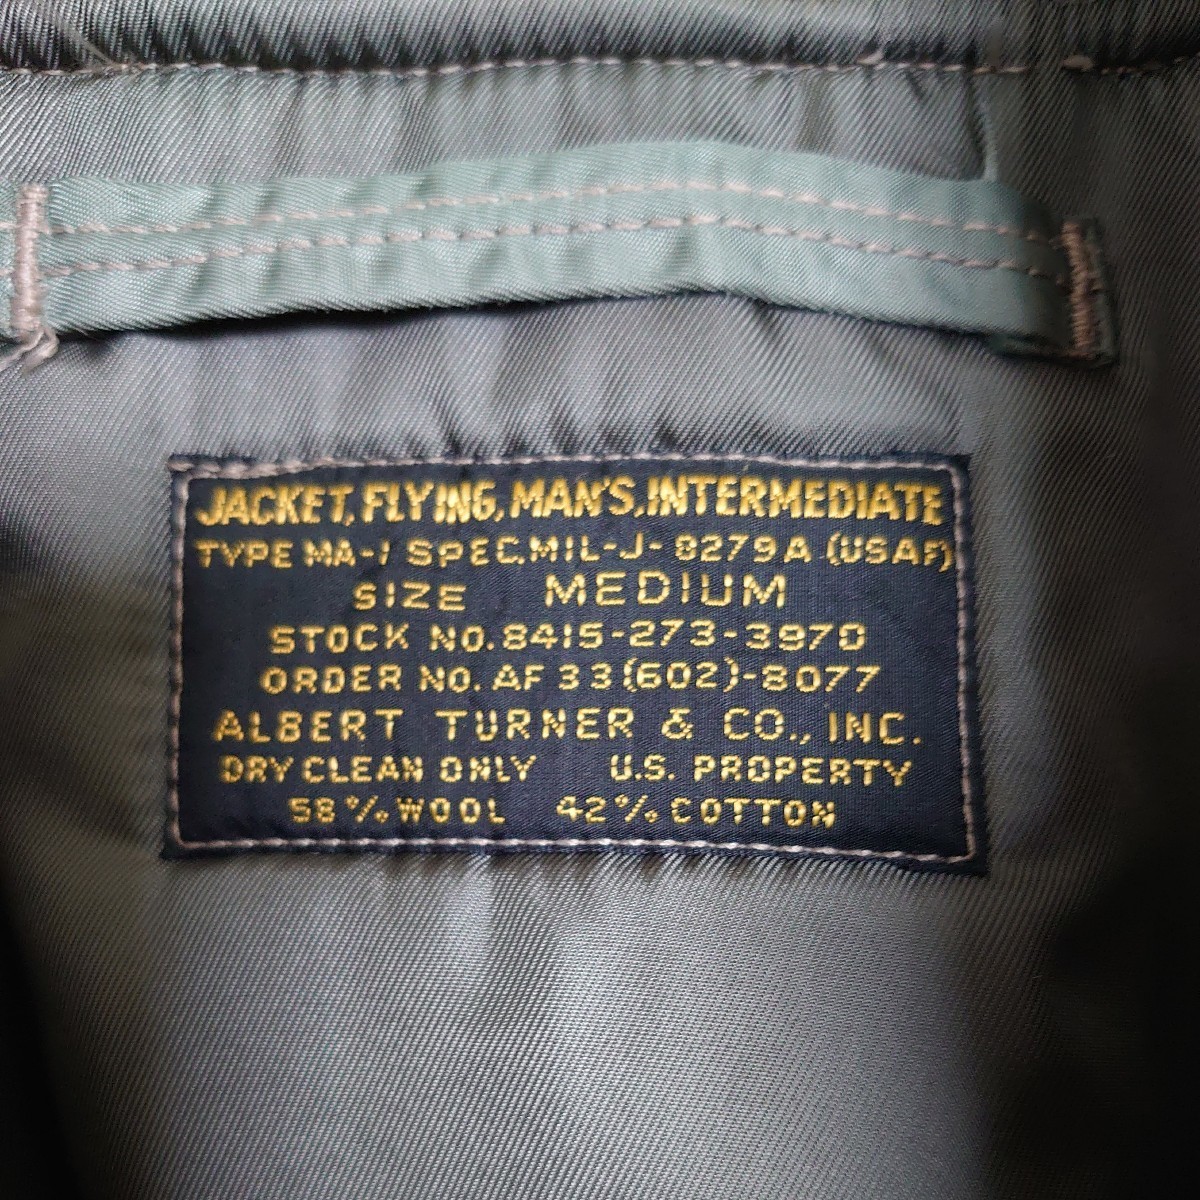 JACKET, FLYING, MAN'S, INTERMEDIATE
TYPE MA-1 SPEC. MIL-J-8279A (USAF)
SIZE MEDIUM
STOCK NO. 8415-273-3970
ORDER NO. AF 33(602)-8077
ALBERT TURNER & CO., INC.
DRY CLEAN ONLY U.S. PROPERTY
58% WOOL 42% COTTON